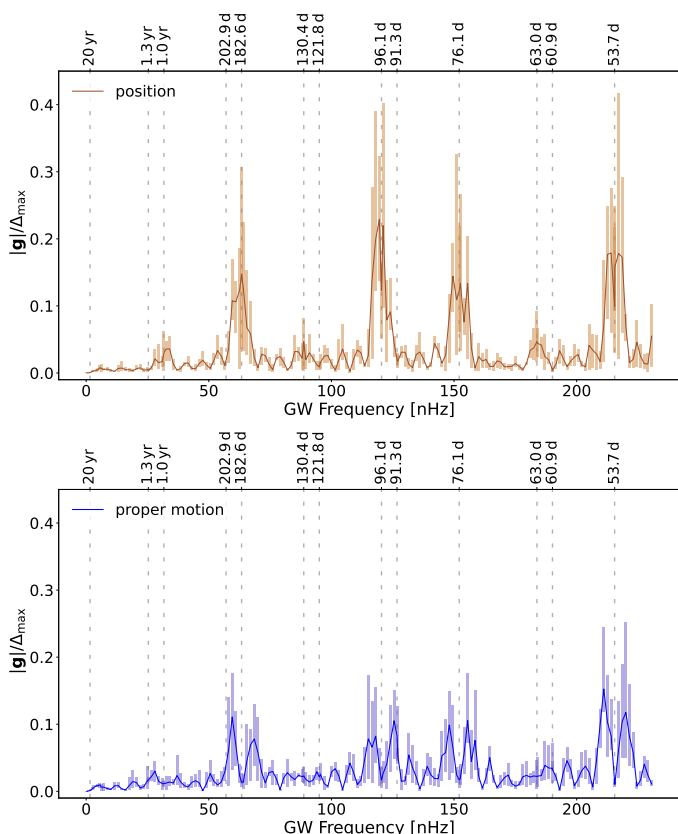 20 yr 1.3 yr 1.0 yr 202.9 d 182.6 d 130.4 d 121.8 d 96.1 d 91.3 d 76.1 d 63.0 d 60.9 d 53.7 d
position
0.4
0.3
0.2
0.1
0.0
|g|/Δmax
0 50 100 150 200
GW Frequency [nHz]
20 yr 1.3 yr 1.0 yr 202.9 d 182.6 d 130.4 d 121.8 d 96.1 d 91.3 d 76.1 d 63.0 d 60.9 d 53.7 d
proper motion
0.4
0.3
0.2
0.1
0.0
|g|/Δmax
0 50 100 150 200
GW Frequency [nHz]